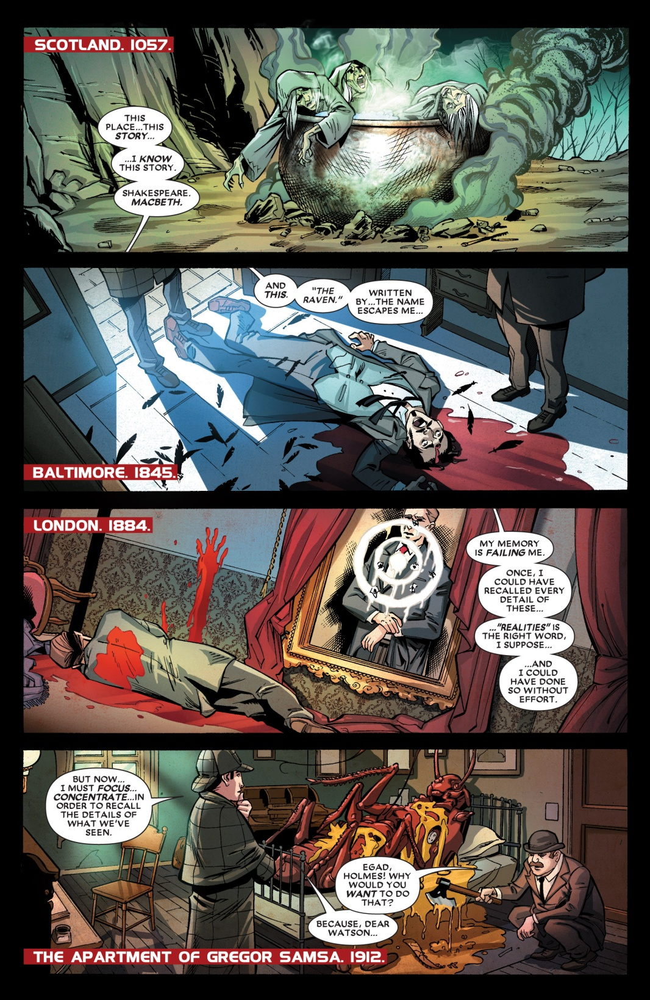 SCOTLAND. 1057.
THIS
PLACE...THIS
STORY...
...I KNOW
THIS STORY.
SHAKESPEARE.
MACBETH.
AND
THIS.
"THE
RAVEN."
WRITTEN
BY...THE NAME
ESCAPES ME...
BALTIMORE. 1845.
LONDON. 1884.
MY MEMORY
IS FAILING ME.
ONCE, I
COULD HAVE
RECALLED EVERY
DETAIL OF
THESE...
..."REALITIES" IS
THE RIGHT WORD,
I SUPPOSE...
...AND
I COULD
HAVE DONE
SO WITHOUT
EFFORT.
BUT NOW...
I MUST FOCUS...
CONCENTRATE...IN
ORDER TO RECALL
THE DETAILS OF
WHAT WE'VE
SEEN.
EGAD,
HOLMES! WHY
WOULD YOU
WANT TO DO
THAT?
BECAUSE, DEAR
WATSON...
THE APARTMENT OF GREGOR SAMSA. 1912.